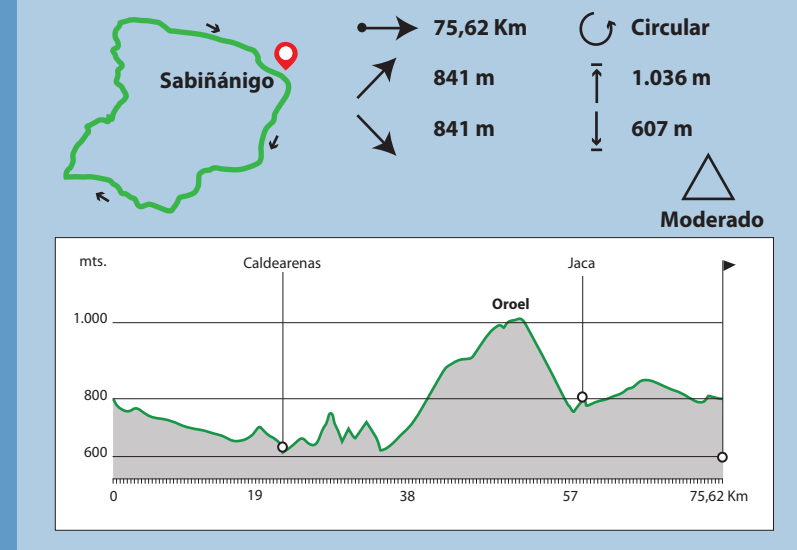 75,62 Km
Circular
Sabiñánigo
841 m
1.036 m
841 m
607 m
Moderado
mts.
Caldearenas
Jaca
Oroel
1.000
800
600
0
19
38
57
75,62 Km